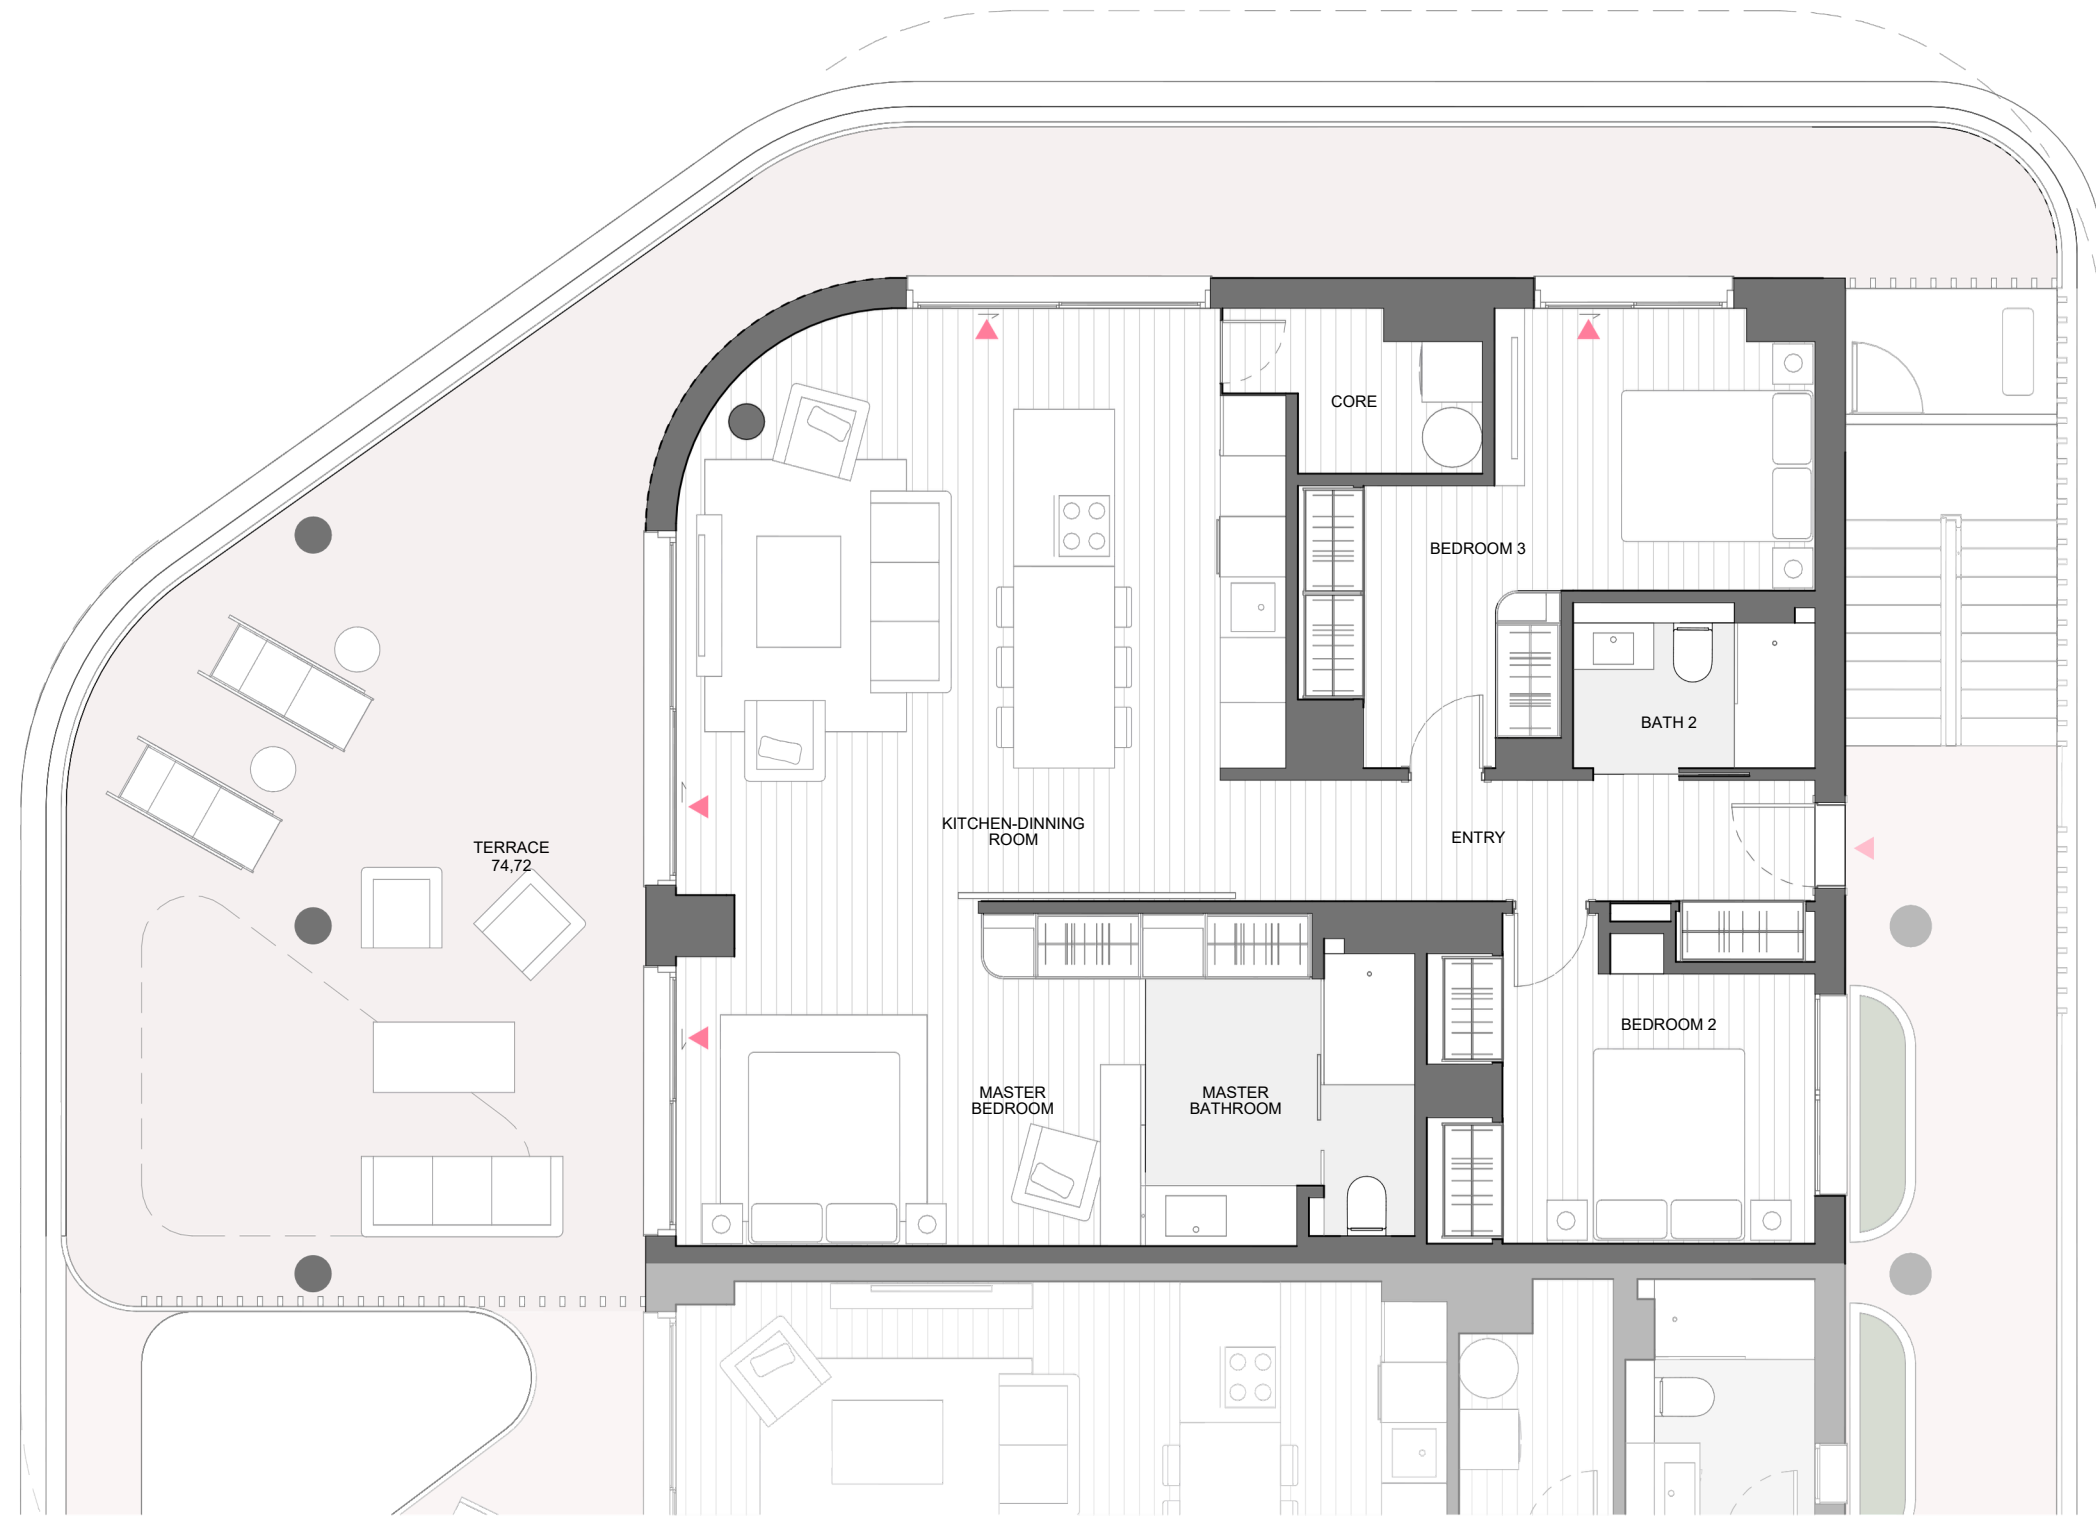 CORE
BEDROOM 3
BATH 2
KITCHEN-DINNING
ROOM
ENTRY
TERRACE
74,72
BEDROOM 2
MASTER
BEDROOM
MASTER
BATHROOM